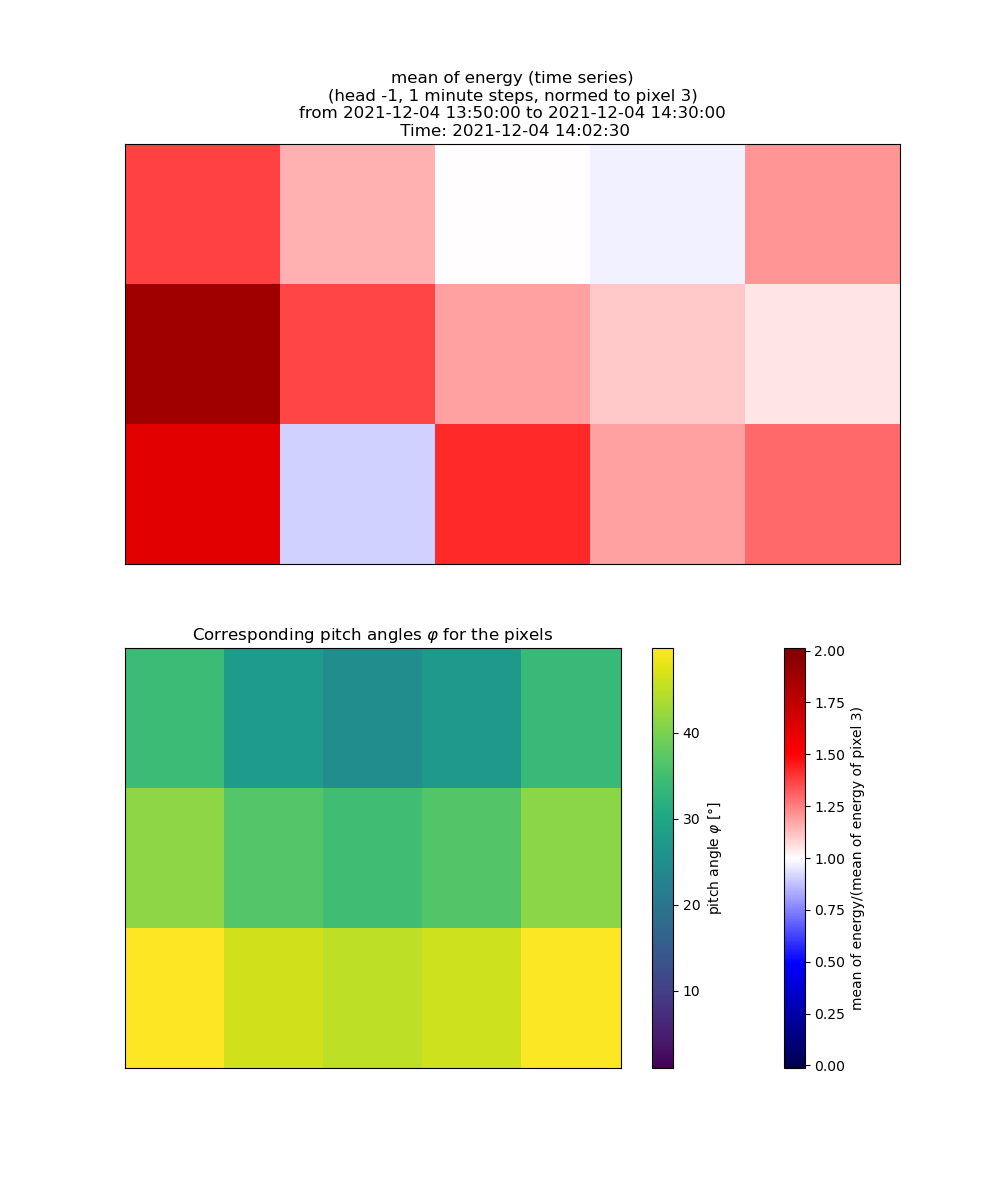 mean of energy (time series)
(head -1, 1 minute steps, normed to pixel 3)
from 2021-12-04 13:50:00 to 2021-12-04 14:30:00
Time: 2021-12-04 14:02:30
Corresponding pitch angles φ for the pixels
40
30
20
10
pitch angle φ [°]
2.00
1.75
1.50
1.25
1.00
0.75
0.50
0.25
0.00
mean of energy/(mean of energy of pixel 3)